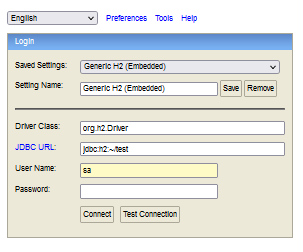 English Preferences Tools Help
Login
Saved Settings: Generic H2 (Embedded)
Setting Name: Generic H2 (Embedded) Save Remove
Driver Class: org.h2.Driver
JDBC URL: jdbc:h2:~/test
User Name: sa
Password:
Connect Test Connection